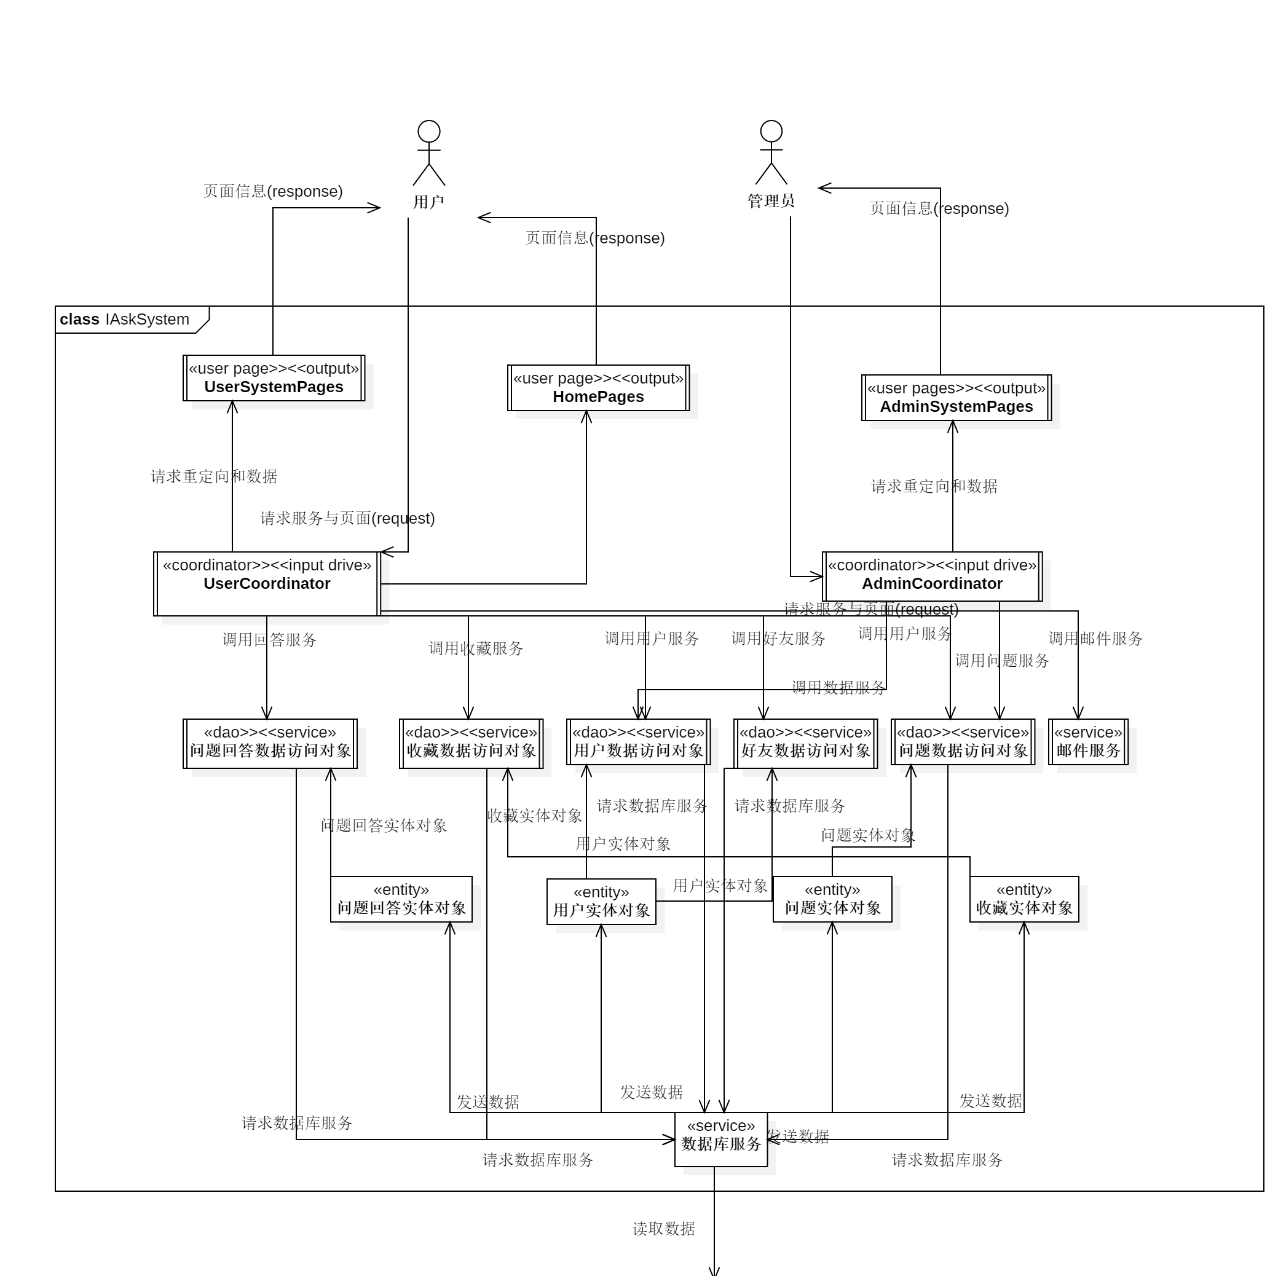 页面信息(response)
用户
管理员
页面信息(response)
页面信息(response)
class IAskSystem
«user page>><<output»
UserSystemPages
«user page>><<output»
HomePages
«user pages>><<output»
AdminSystemPages
请求重定向和数据
请求重定向和数据
请求服务与页面(request)
«coordinator>><<input drive»
UserCoordinator
«coordinator>><<input drive»
AdminCoordinator
请求服务与页面(request)
调用回答服务
调用收藏服务
调用用户服务
调用好友服务
调用用户服务
调用邮件服务
调用问题服务
调用数据服务
«dao>><<service»
问题回答数据访问对象
«dao>><<service»
收藏数据访问对象
«dao>><<service»
用户数据访问对象
«dao>><<service»
好友数据访问对象
«dao>><<service»
问题数据访问对象
«service»
邮件服务
问题回答实体对象
收藏实体对象
请求数据库服务
请求数据库服务
用户实体对象
问题实体对象
用户实体对象
«entity»
问题回答实体对象
«entity»
用户实体对象
«entity»
问题实体对象
«entity»
收藏实体对象
发送数据
发送数据
发送数据
请求数据库服务
«service»
数据库服务
发送数据
请求数据库服务
请求数据库服务
读取数据